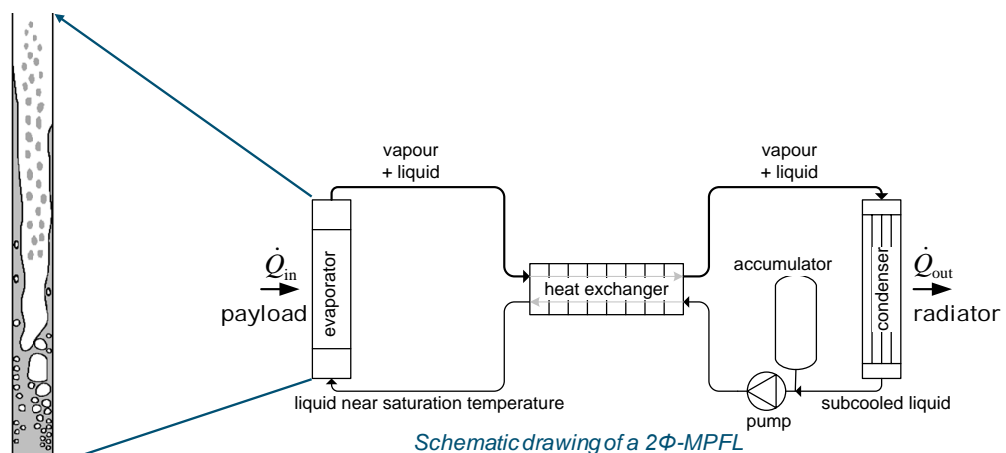 vapour
+ liquid
vapour
+ liquid
Q̇in
payload
evaporator
heat exchanger
accumulator
condenser
Q̇out
radiator
liquid near saturation temperature
pump
subcooled liquid
Schematic drawing of a 2Φ-MPFL